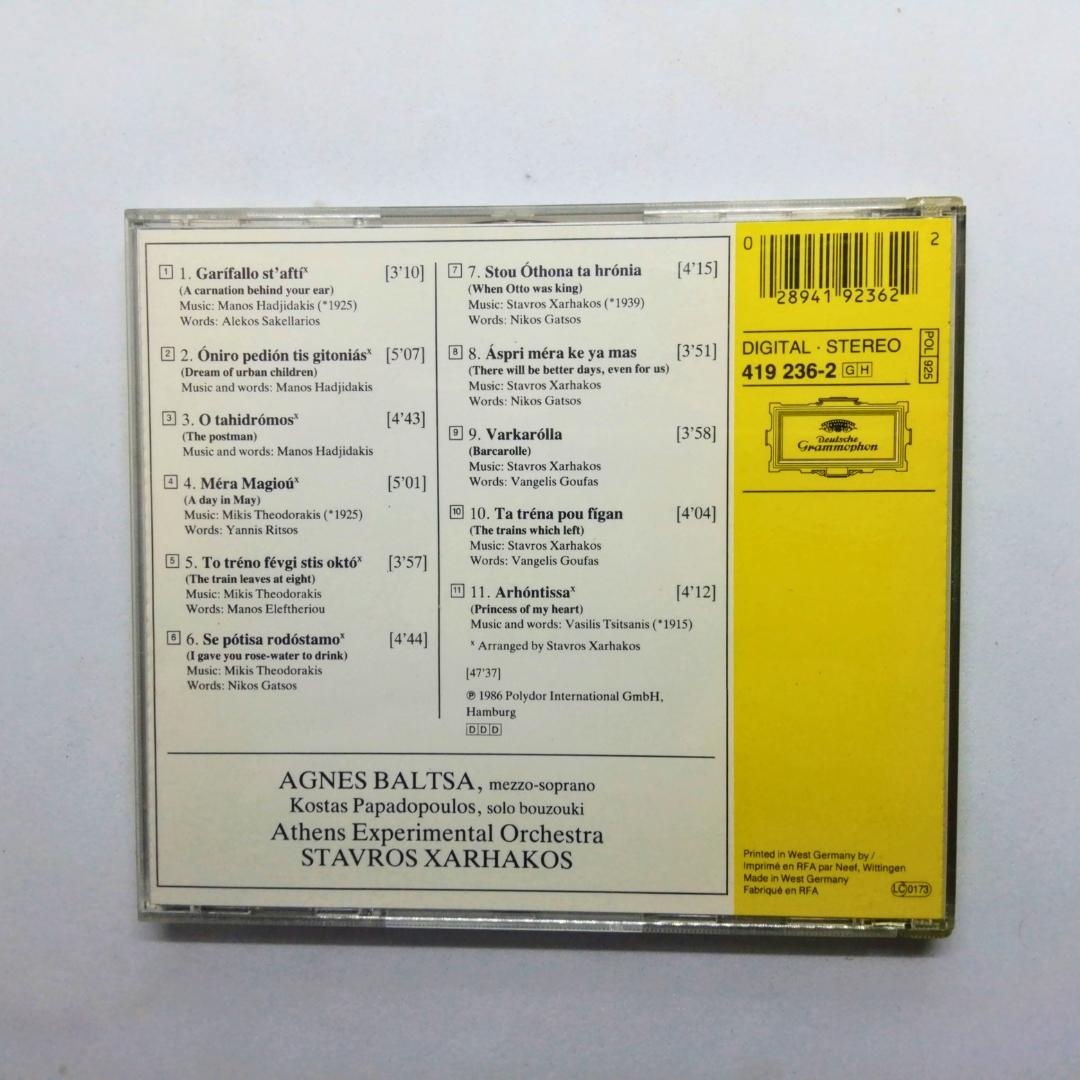 1 1. Garífallo st'aftíx [3'10]
(A carnation behind your ear)
Music: Manos Hadjidakis (*1925)
Words: Alekos Sakellarios
2 2. Óniro pedión tis gitoniásx [5'07]
(Dream of urban children)
Music and words: Manos Hadjidakis
3 3. O tahidrómosx [4'43]
(The postman)
Music and words: Manos Hadjidakis
4 4. Méra Magioúx [5'01]
(A day in May)
Music: Mikis Theodorakis (*1925)
Words: Yannis Ritsos
5 5. To tréno févgi stis októx [3'57]
(The train leaves at eight)
Music: Mikis Theodorakis
Words: Manos Eleftheriou
6 6. Se pótisa rodóstamox [4'44]
(I gave you rose-water to drink)
Music: Mikis Theodorakis
Words: Nikos Gatsos
7 7. Stou Óthona ta hrónia [4'15]
(When Otto was king)
Music: Stavros Xarhakos (*1939)
Words: Nikos Gatsos
8 8. Áspri méra ke ya mas [3'51]
(There will be better days, even for us)
Music: Stavros Xarhakos
Words: Nikos Gatsos
9 9. Varkarólla [3'58]
(Barcarolle)
Music: Stavros Xarhakos
Words: Vangelis Goufas
10 10. Ta tréna pou fígan [4'04]
(The trains which left)
Music: Stavros Xarhakos
Words: Vangelis Goufas
11 11. Arhóntissax [4'12]
(Princess of my heart)
Music and words: Vasilis Tsitsanis (*1915)
x Arranged by Stavros Xarhakos
[47'37]
℗ 1986 Polydor International GmbH,
Hamburg
DDD
AGNES BALTSA, mezzo-soprano
Kostas Papadopoulos, solo bouzouki
Athens Experimental Orchestra
STAVROS XARHAKOS
0 28941 92362 2
DIGITAL · STEREO
419 236-2 GH
POL 925
Deutsche
Grammophon
Printed in West Germany by /
Imprimé en RFA par Neef, Wittingen
Made in West Germany
Fabriqué en RFA
LC 0173